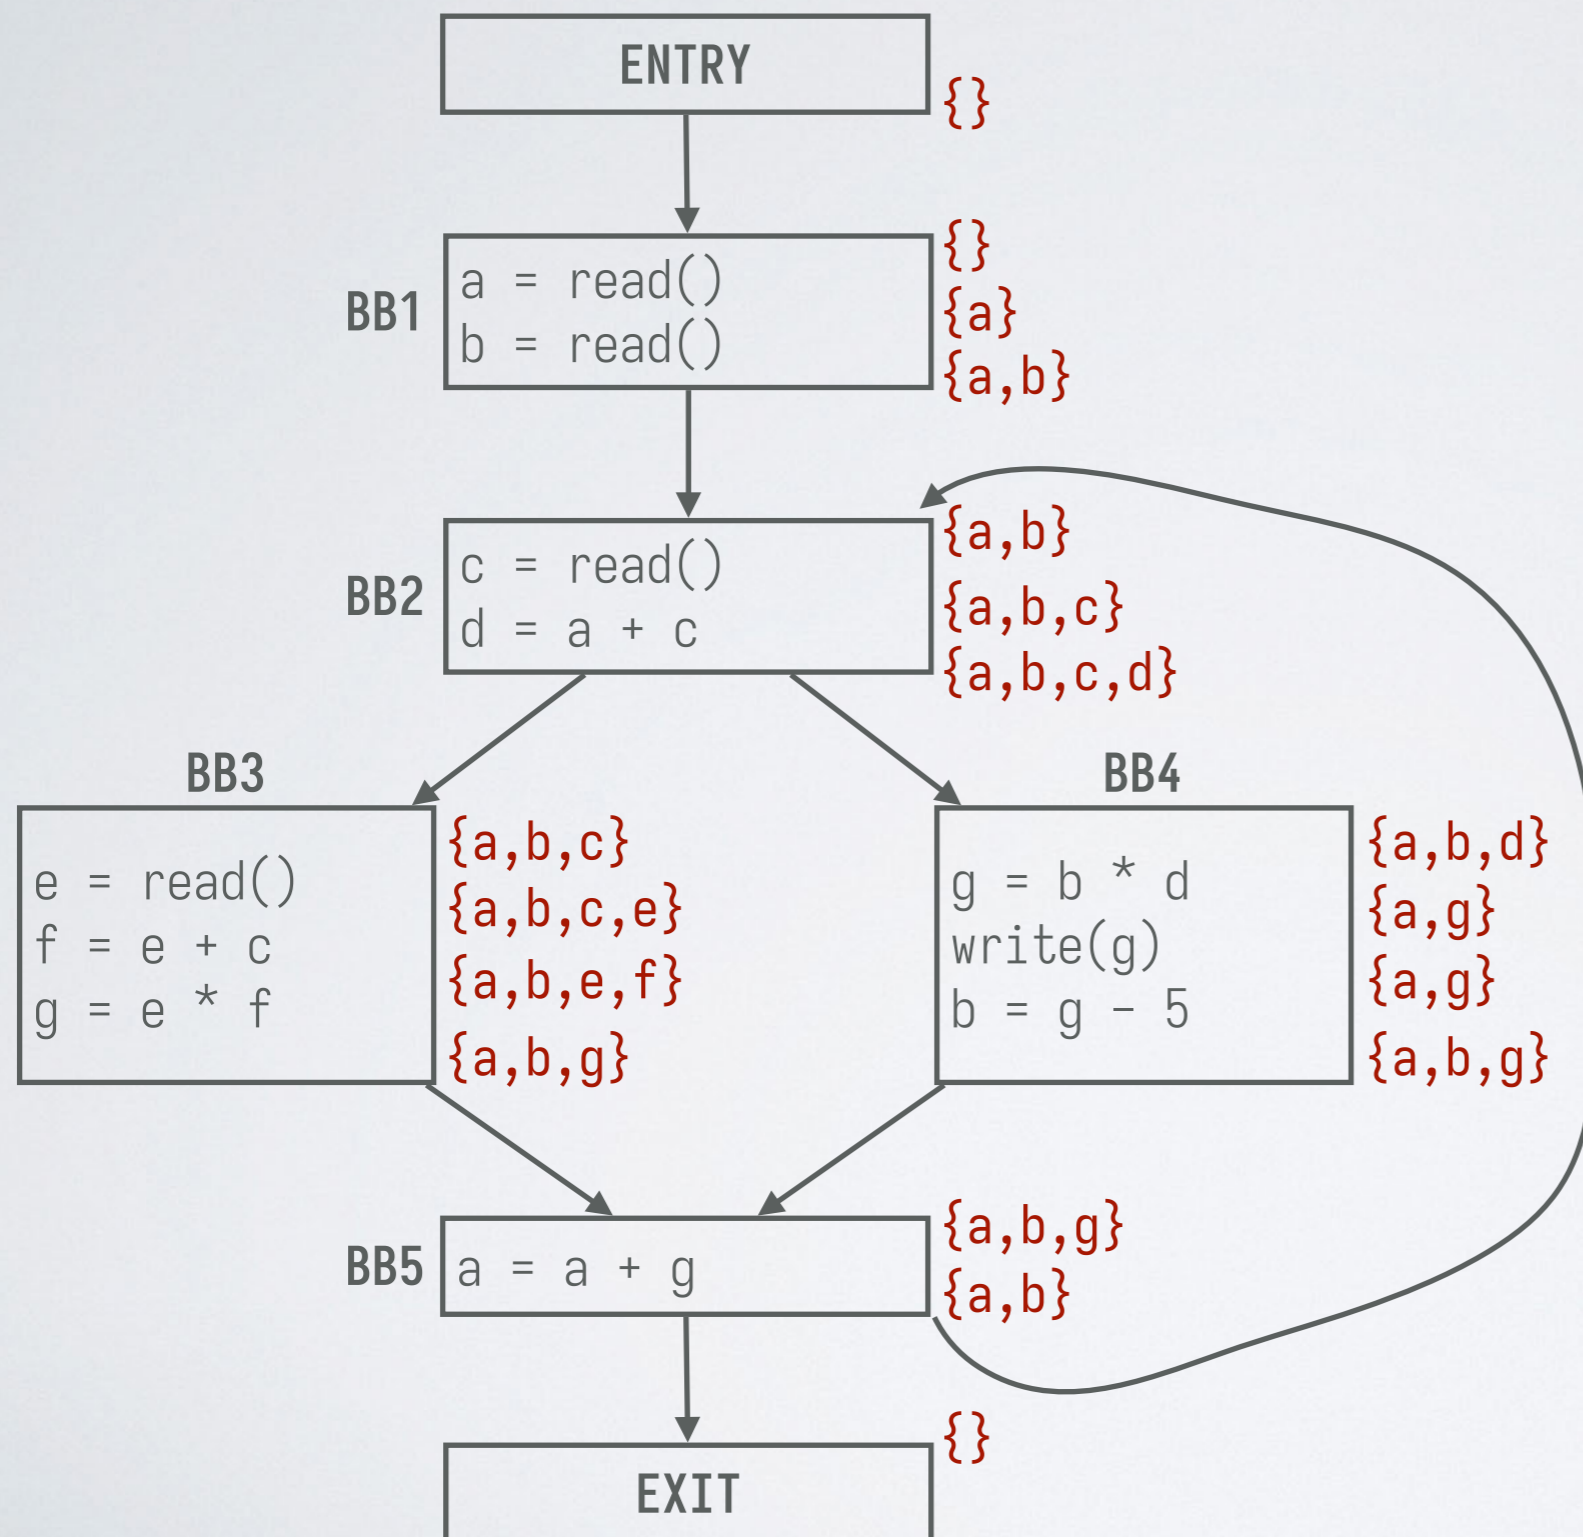 ENTRY
{}
{}
BB1
a = read()
{a}
b = read()
{a,b}
{a,b}
BB2
c = read()
{a,b,c}
d = a + c
{a,b,c,d}
BB3
{a,b,c}
e = read()
{a,b,c,e}
f = e + c
{a,b,e,f}
g = e * f
{a,b,g}
BB4
{a,b,d}
g = b * d
{a,g}
write(g)
{a,g}
b = g - 5
{a,b,g}
{a,b,g}
BB5
a = a + g
{a,b}
{}
EXIT